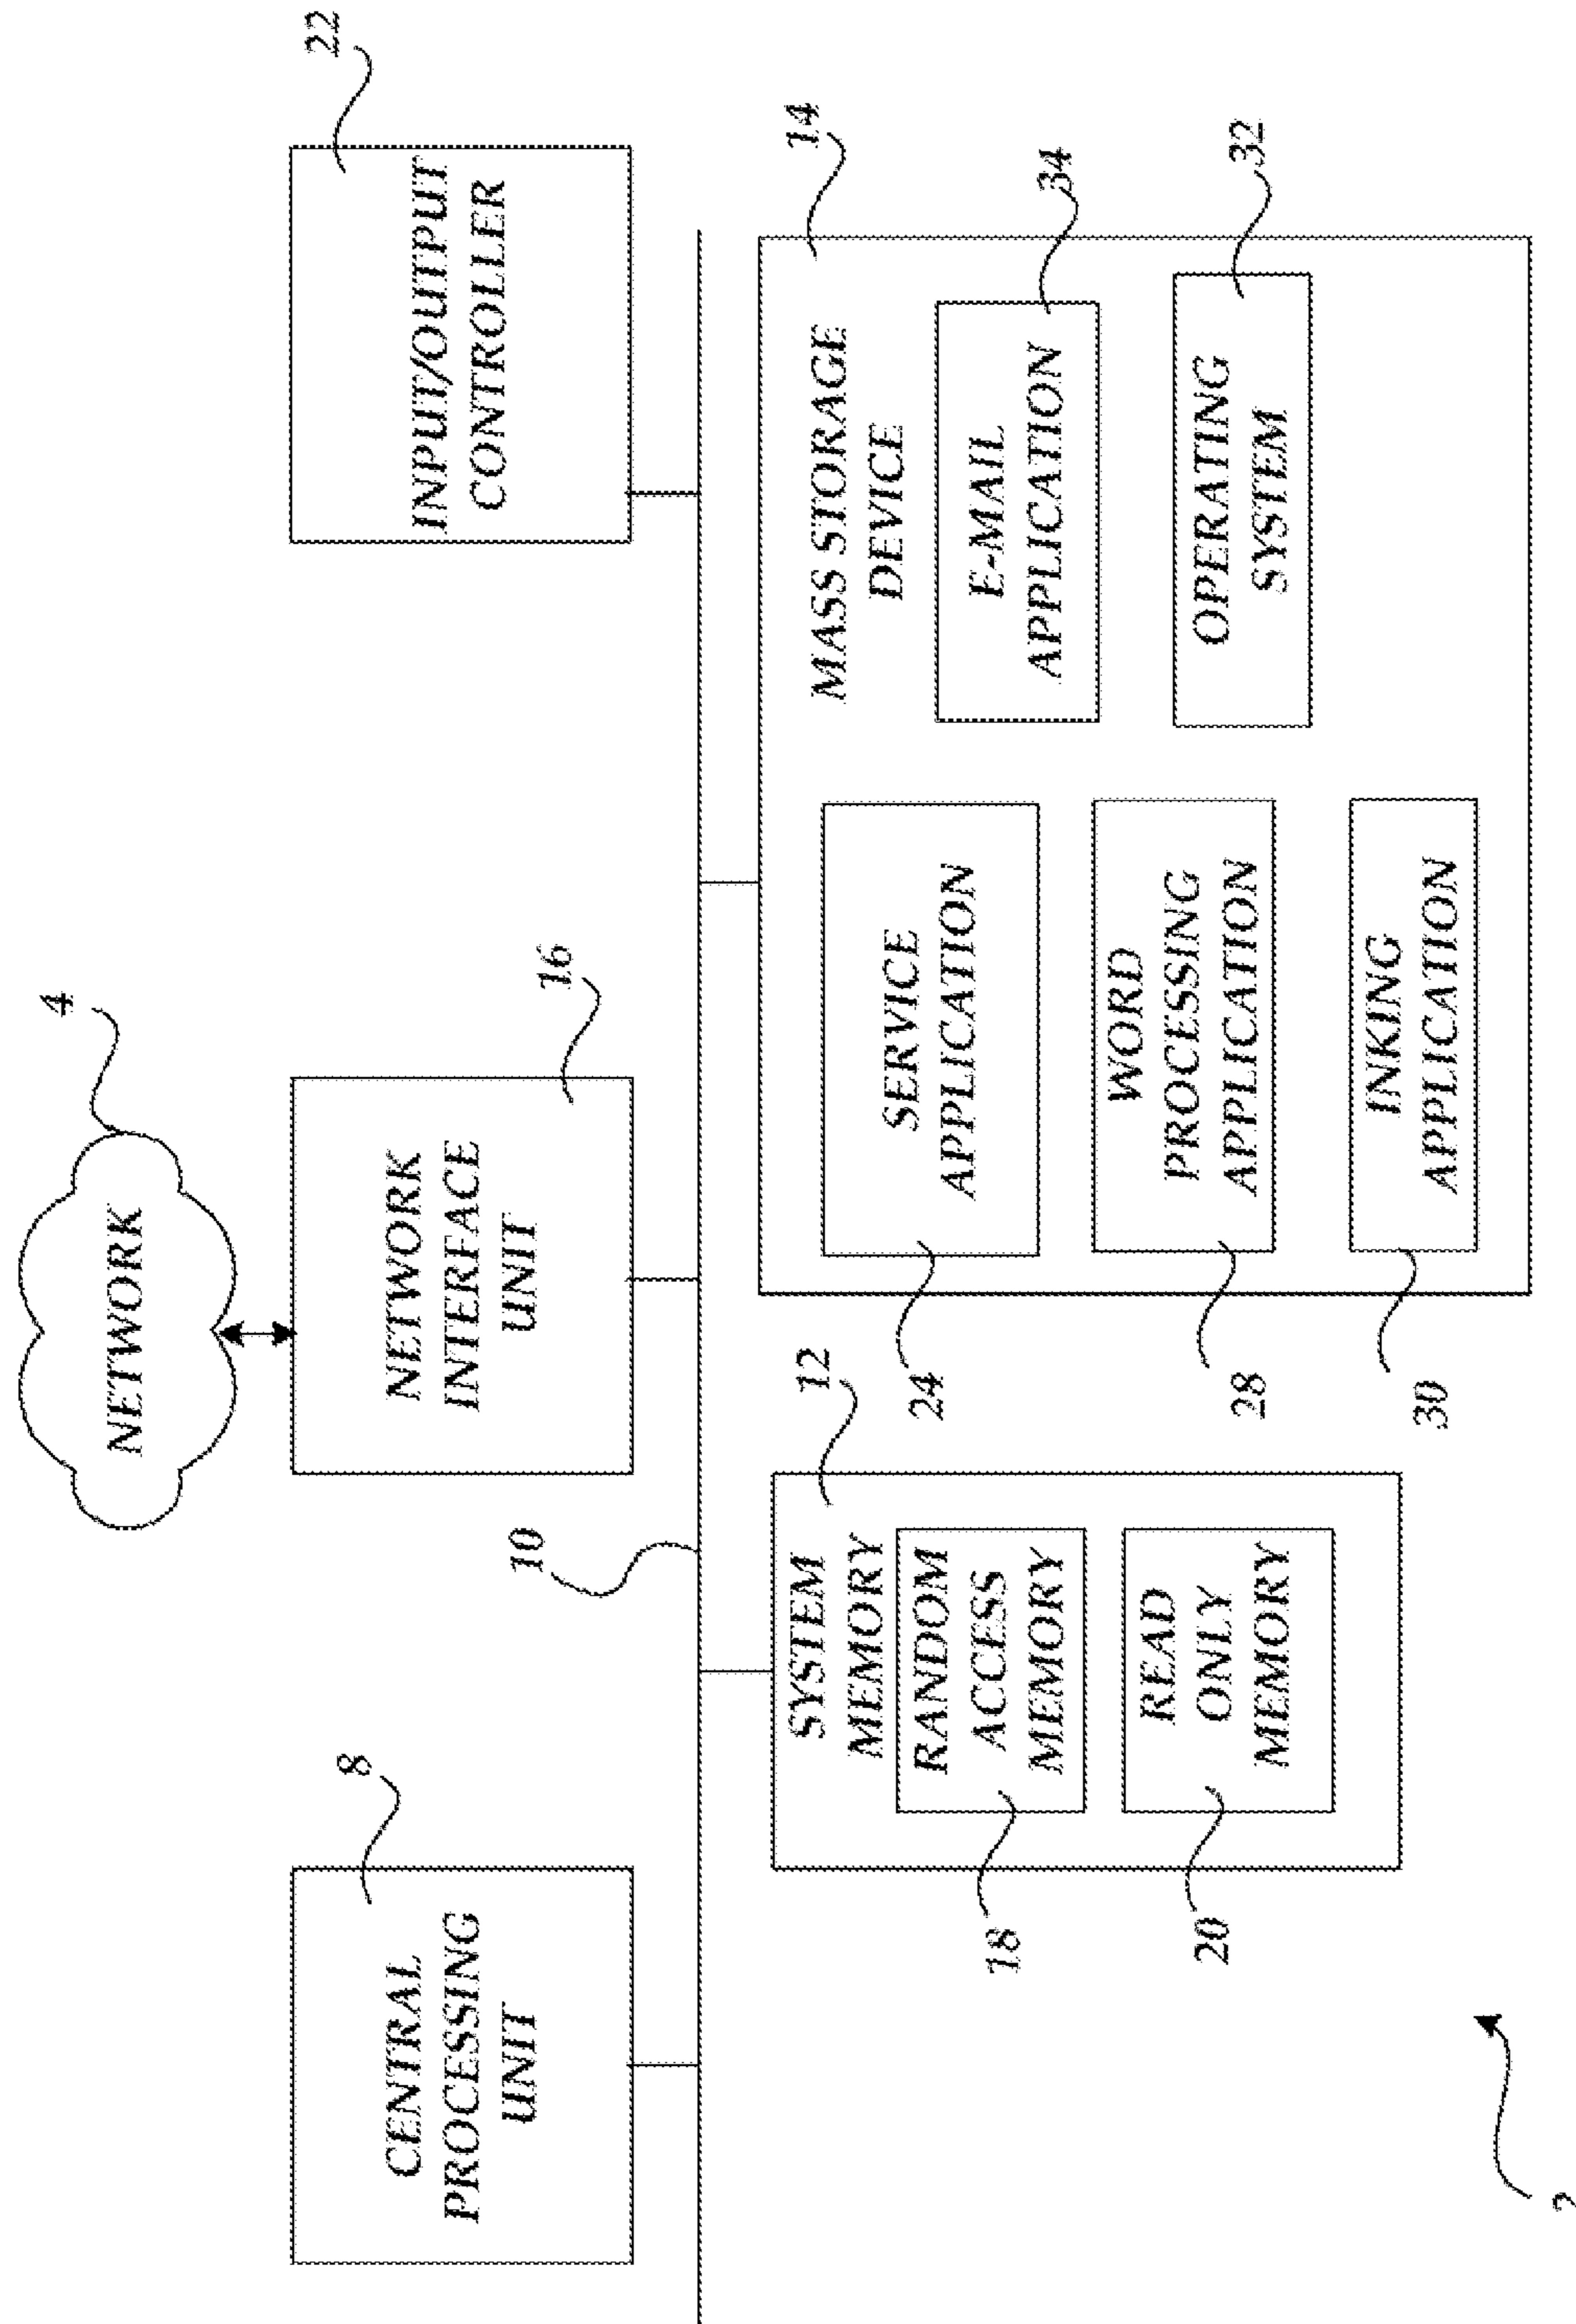 NETWORK
4
CENTRAL
PROCESSING
UNIT
8
NETWORK
INTERFACE
UNIT
16
INPUT/OUTPUT
CONTROLLER
22
10
SYSTEM
MEMORY
12
RANDOM
ACCESS
MEMORY
18
READ
ONLY
MEMORY
20
MASS STORAGE
DEVICE
14
SERVICE
APPLICATION
24
E-MAIL
APPLICATION
34
WORD
PROCESSING
APPLICATION
28
OPERATING
SYSTEM
32
INKING
APPLICATION
30
2